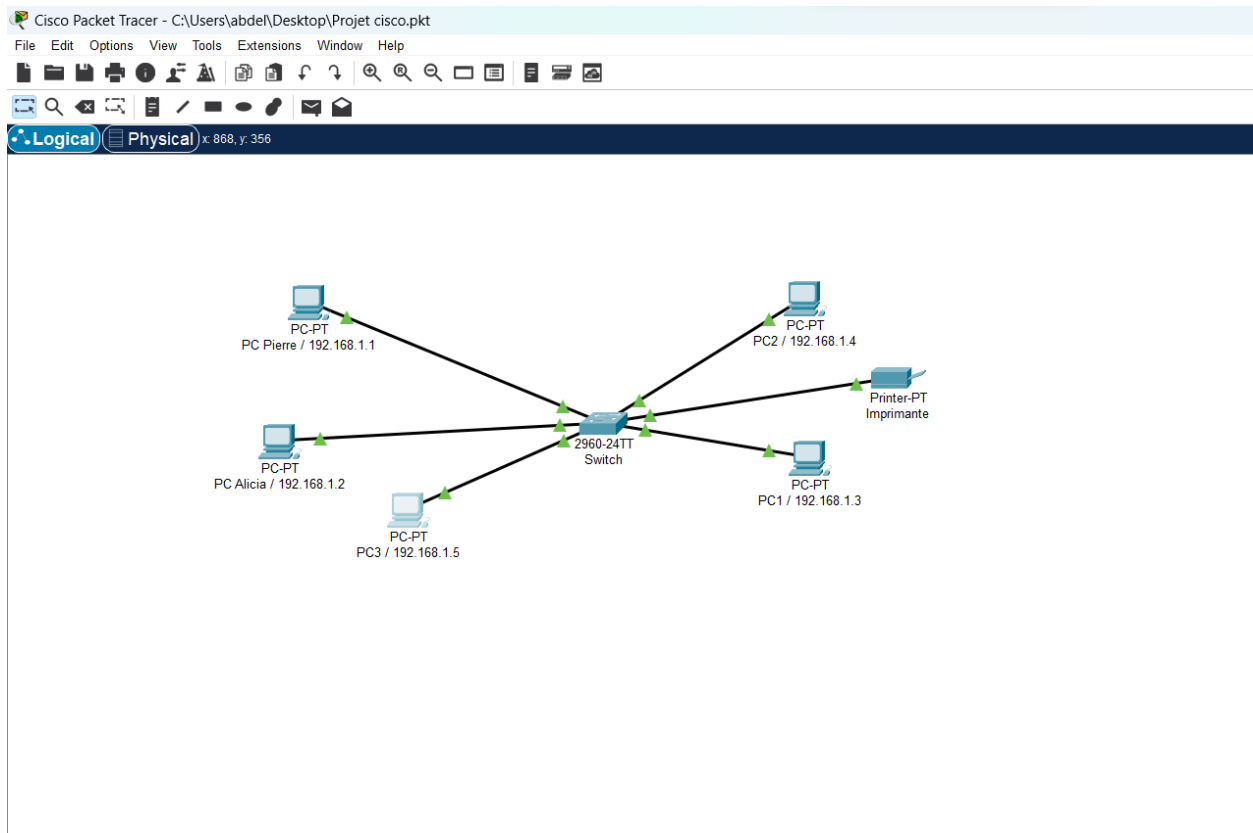 Cisco Packet Tracer - C:\Users\abdel\Desktop\Projet cisco.pkt
File Edit Options View Tools Extensions Window Help
Logical Physical x: 868, y: 356
PC-PT
PC Pierre / 192.168.1.1
PC-PT
PC2 / 192.168.1.4
Printer-PT
Imprimante
2960-24TT
Switch
PC-PT
PC Alicia / 192.168.1.2
PC-PT
PC1 / 192.168.1.3
PC-PT
PC3 / 192.168.1.5